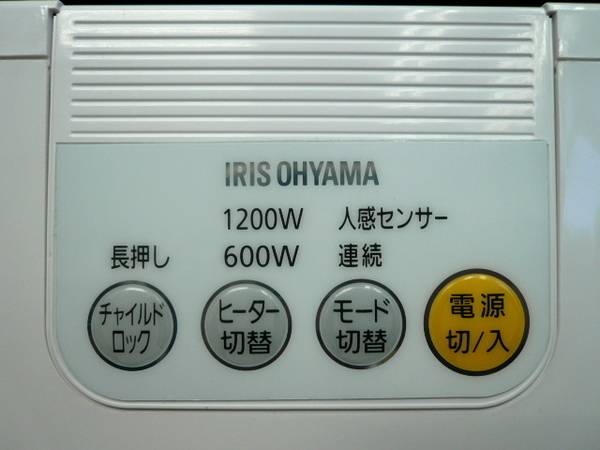 IRIS OHYAMA
1200W 人感センサー
長押し 600W 連続
チャイルド
ロック
ヒーター
切替
モード
切替
電源
切/入